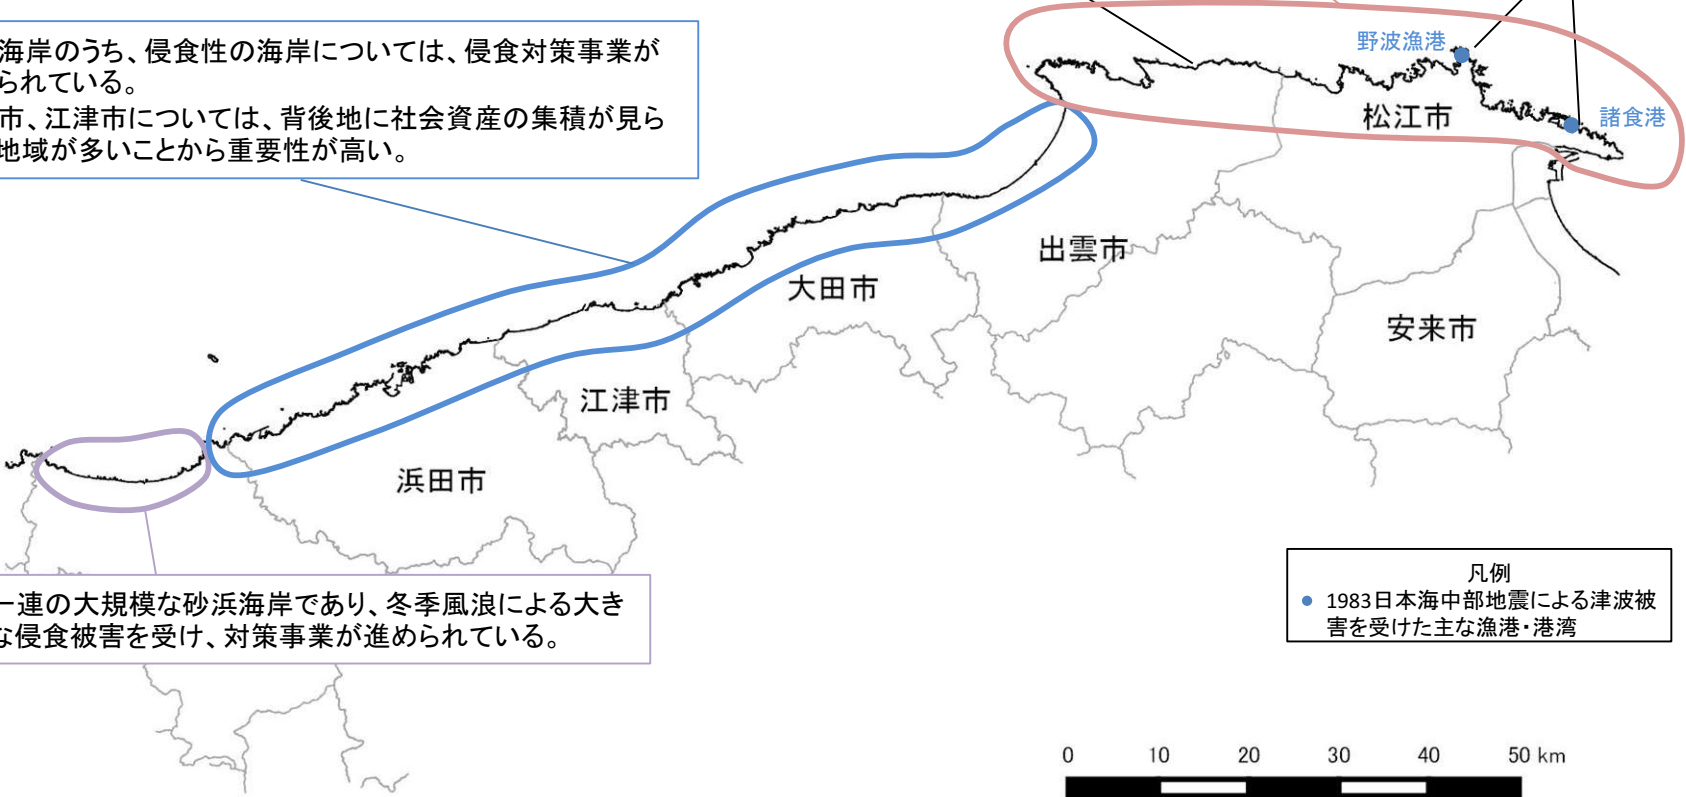 海岸のうち、侵食性の海岸については、侵食対策事業が
られている。
市、江津市については、背後地に社会資産の集積が見ら
地域が多いことから重要性が高い。
野波漁港
松江市
諸食港
出雲市
大田市
安来市
江津市
浜田市
一連の大規模な砂浜海岸であり、冬季風浪による大き
な侵食被害を受け、対策事業が進められている。
凡例
● 1983日本海中部地震による津波被
害を受けた主な漁港・港湾
0 10 20 30 40 50 km